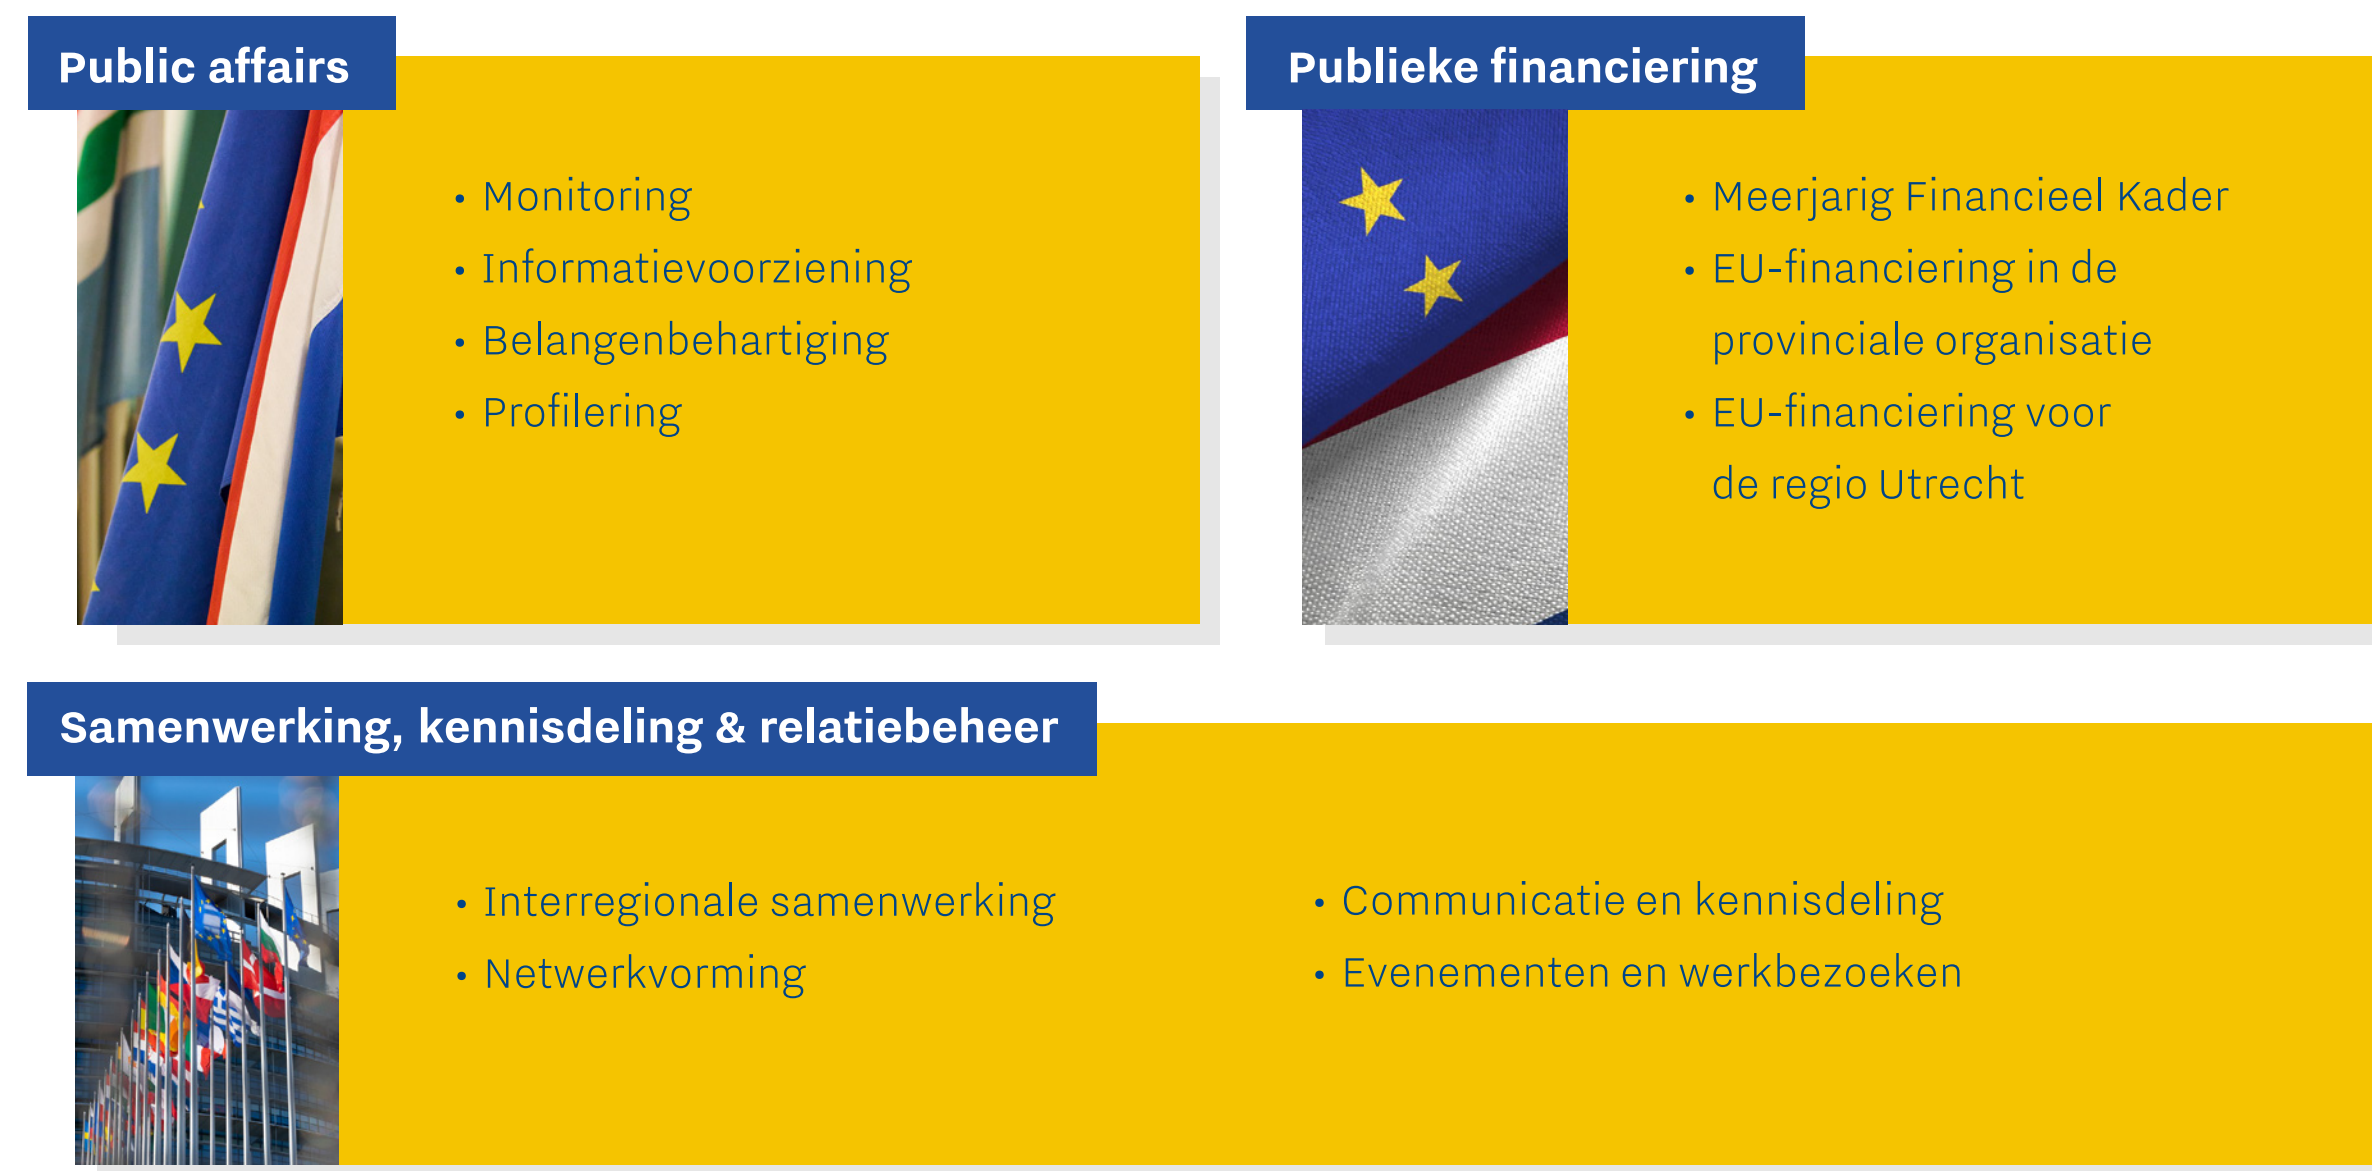 Public affairs
• Monitoring
• Informatievoorziening
• Belangenbehartiging
• Profilering
Publieke financiering
• Meerjarig Financieel Kader
• EU-financiering in de
provinciale organisatie
• EU-financiering voor
de regio Utrecht
Samenwerking, kennisdeling & relatiebeheer
• Interregionale samenwerking
• Netwerkvorming
• Communicatie en kennisdeling
• Evenementen en werkbezoeken